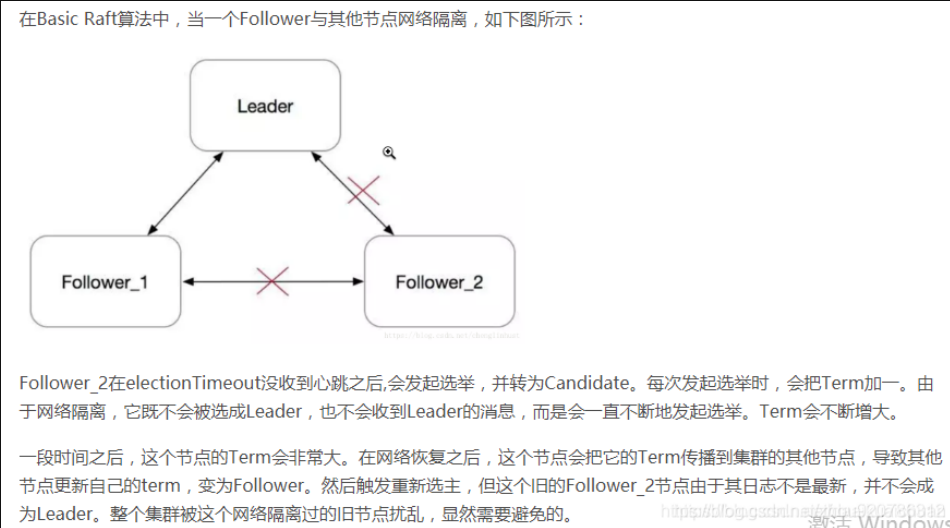 在Basic Raft算法中，当一个Follower与其他节点网络隔离，如下图所示：
Leader
Follower_1
Follower_2
Follower_2在electionTimeout没收到心跳之后,会发起选举，并转为Candidate。每次发起选举时，会把Term加一。由
于网络隔离，它既不会被选成Leader，也不会收到Leader的消息，而是会一直不断地发起选举。Term会不断增大。
一段时间之后，这个节点的Term会非常大。在网络恢复之后，这个节点会把它的Term传播到集群的其他节点，导致其他
节点更新自己的term，变为Follower。然后触发重新选主，但这个旧的Follower_2节点由于其日志不是最新，并不会成
为Leader。整个集群被这个网络隔离过的旧节点扰乱，显然需要避免的。
激活 Windows